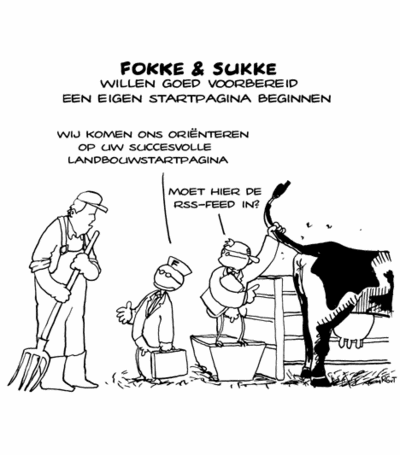 FOKKE & SUKKE
WILLEN GOED VOORBEREID
EEN EIGEN STARTPAGINA BEGINNEN
WIJ KOMEN ONS ORIËNTEREN
OP UW SUCCESVOLLE
LANDBOUWSTARTPAGINA
MOET HIER DE
RSS-FEED IN?
F